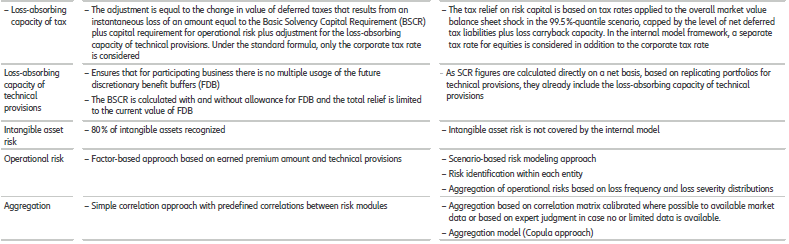 – Loss-absorbing capacity of tax
– The adjustment is equal to the change in value of deferred taxes that results from an
instantaneous loss of an amount equal to the Basic Solvency Capital Requirement (BSCR)
plus capital requirement for operational risk plus adjustment for the loss-absorbing
capacity of technical provisions. Under the standard formula, only the corporate tax rate
is considered
– The tax relief on risk capital is based on tax rates applied to the overall market value
balance sheet shock in the 99.5%-quantile scenario, capped by the level of net deferred
tax liabilities plus loss carryback capacity. In the internal model framework, a separate
tax rate for equities is considered in addition to the corporate tax rate
Loss-absorbing
capacity of
technical
provisions
– Ensures that for participating business there is no multiple usage of the future
discretionary benefit buffers (FDB)
– The BSCR is calculated with and without allowance for FDB and the total relief is limited
to the current value of FDB
- As SCR figures are calculated directly on a net basis, based on replicating portfolios for
technical provisions, they already include the loss-absorbing capacity of technical
provisions
Intangible asset
risk
– 80% of intangible assets recognized
– Intangible asset risk is not covered by the internal model
Operational risk
– Factor-based approach based on earned premium amount and technical provisions
– Scenario-based risk modeling approach
– Risk identification within each entity
– Aggregation of operational risks based on loss frequency and loss severity distributions
Aggregation
– Simple correlation approach with predefined correlations between risk modules
– Aggregation based on correlation matrix calibrated where possible to available market
data or based on expert judgment in case no or limited data is available.
– Aggregation model (Copula approach)